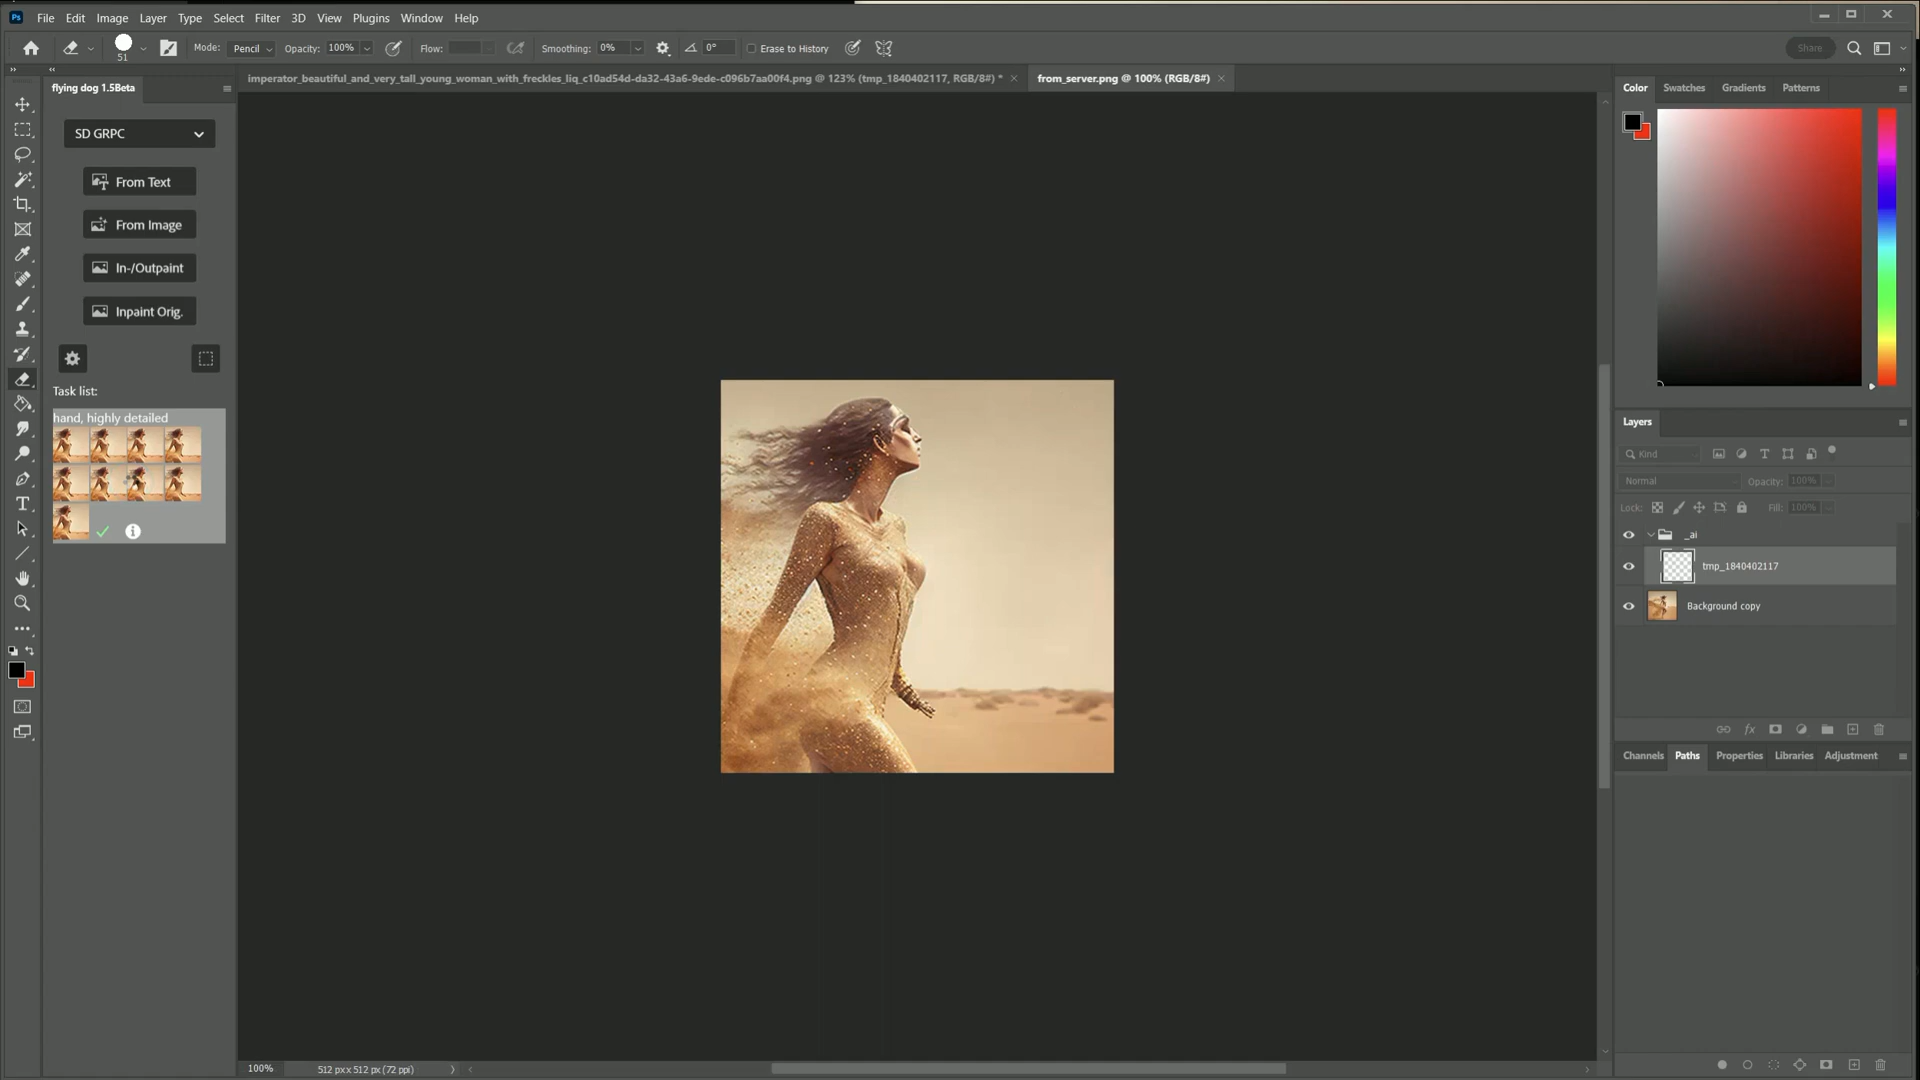 Ps File Edit Image Layer Type Select Filter 3D View Plugins Window Help
51 Mode: Pencil Opacity: 100% Flow: Smoothing: 0% 0° Erase to History Share
flying dog 1.5Beta
imperator_beautiful_and_very_tall_young_woman_with_freckles_liq_c10ad54d-da32-43a6-9ede-c096b7aa00f4.png @ 123% (tmp_1840402117, RGB/8#) *
from_server.png @ 100% (RGB/8#)
Color Swatches Gradients Patterns
SD GRPC
From Text
From Image
In-/Outpaint
Inpaint Orig.
Task list:
hand, highly detailed
Layers
Kind
Normal Opacity: 100%
Lock: Fill: 100%
_ai
tmp_1840402117
Background copy
Channels Paths Properties Libraries Adjustment
100% 512 px x 512 px (72 ppi)